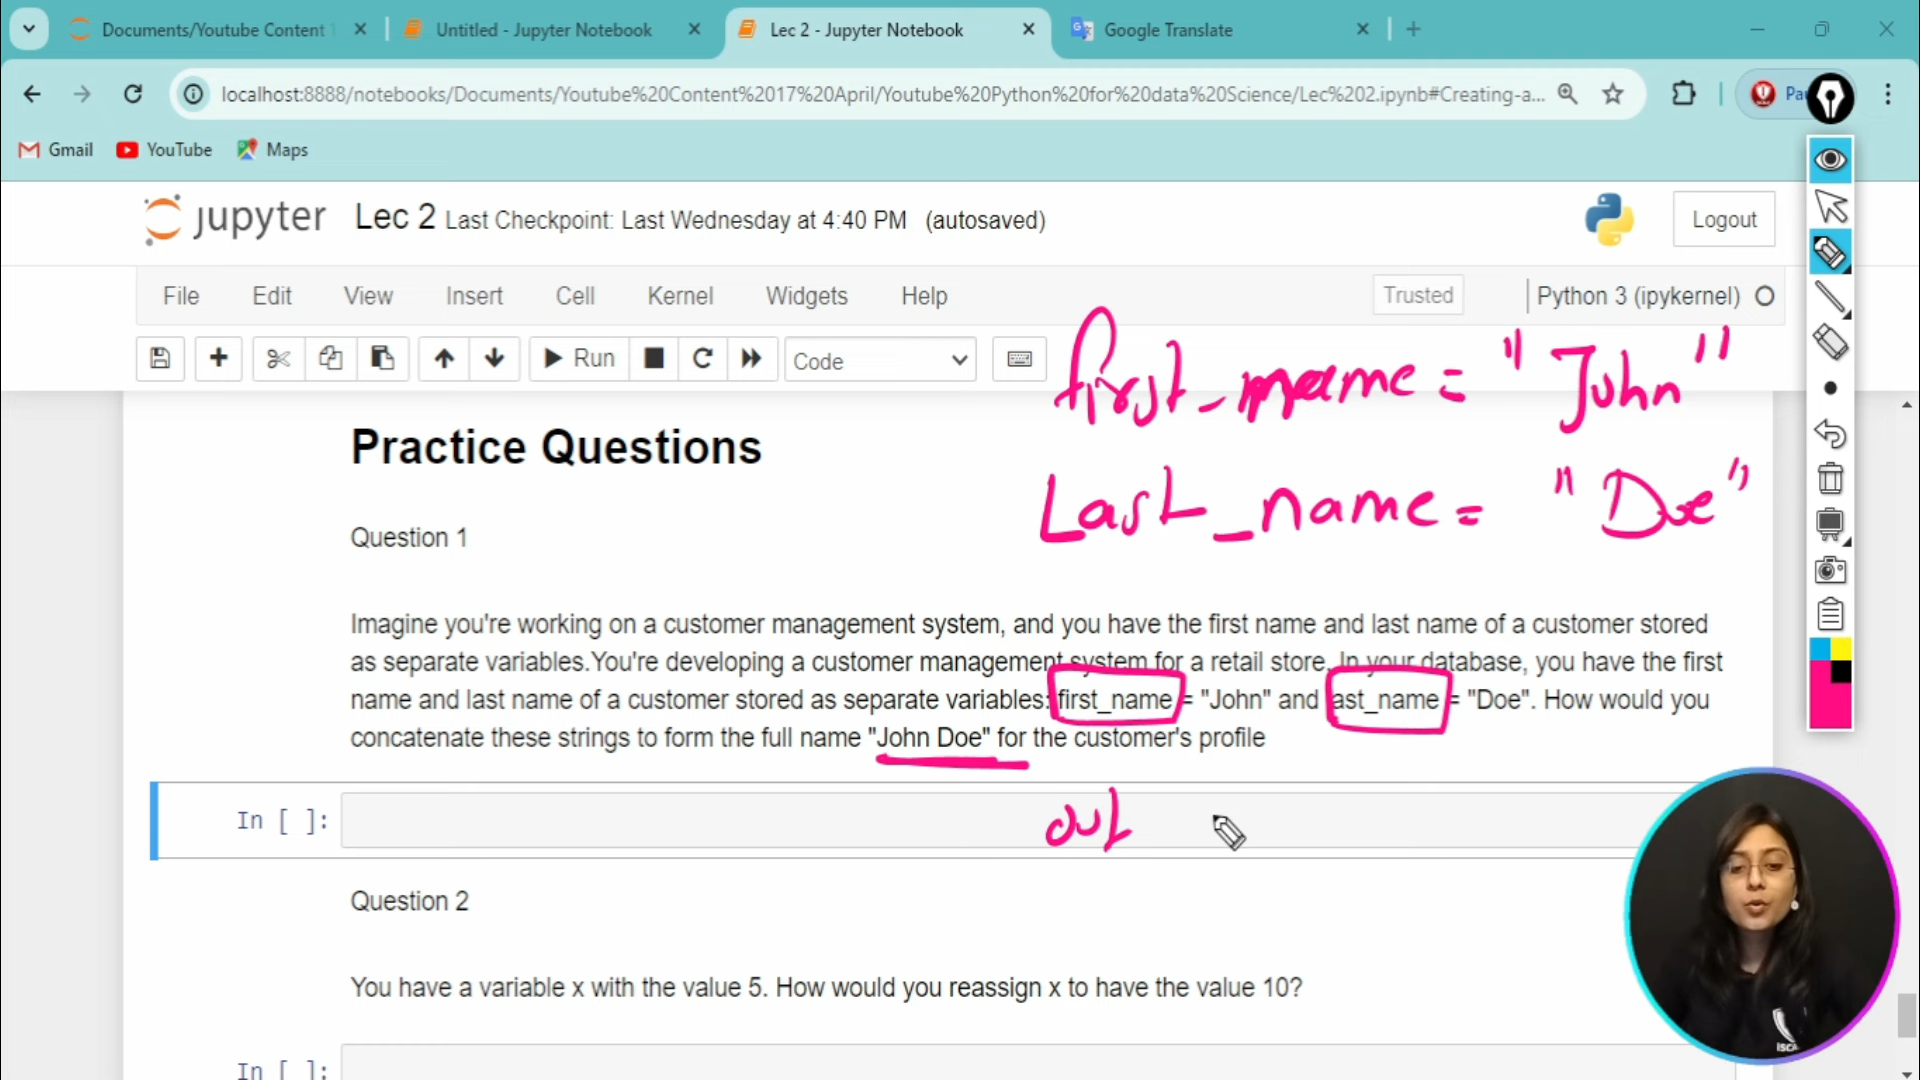 Documents/Youtube Content 1
Untitled - Jupyter Notebook
Lec 2 - Jupyter Notebook
Google Translate
localhost:8888/notebooks/Documents/Youtube%20Content%2017%20April/Youtube%20Python%20for%20data%20Science/Lec%202.ipynb#Creating-a...
Gmail YouTube Maps
jupyter Lec 2 Last Checkpoint: Last Wednesday at 4:40 PM (autosaved)
Logout
File Edit View Insert Cell Kernel Widgets Help
Trusted Python 3 (ipykernel)
Run Code
first_name = "John"
Last_name = "Doe"
Practice Questions
Question 1
Imagine you're working on a customer management system, and you have the first name and last name of a customer stored
as separate variables.You're developing a customer management system for a retail store. In your database, you have the first
name and last name of a customer stored as separate variables: first_name = "John" and ast_name = "Doe". How would you
concatenate these strings to form the full name "John Doe" for the customer's profile
In [ ]:
out
Question 2
You have a variable x with the value 5. How would you reassign x to have the value 10?
In [ ]: